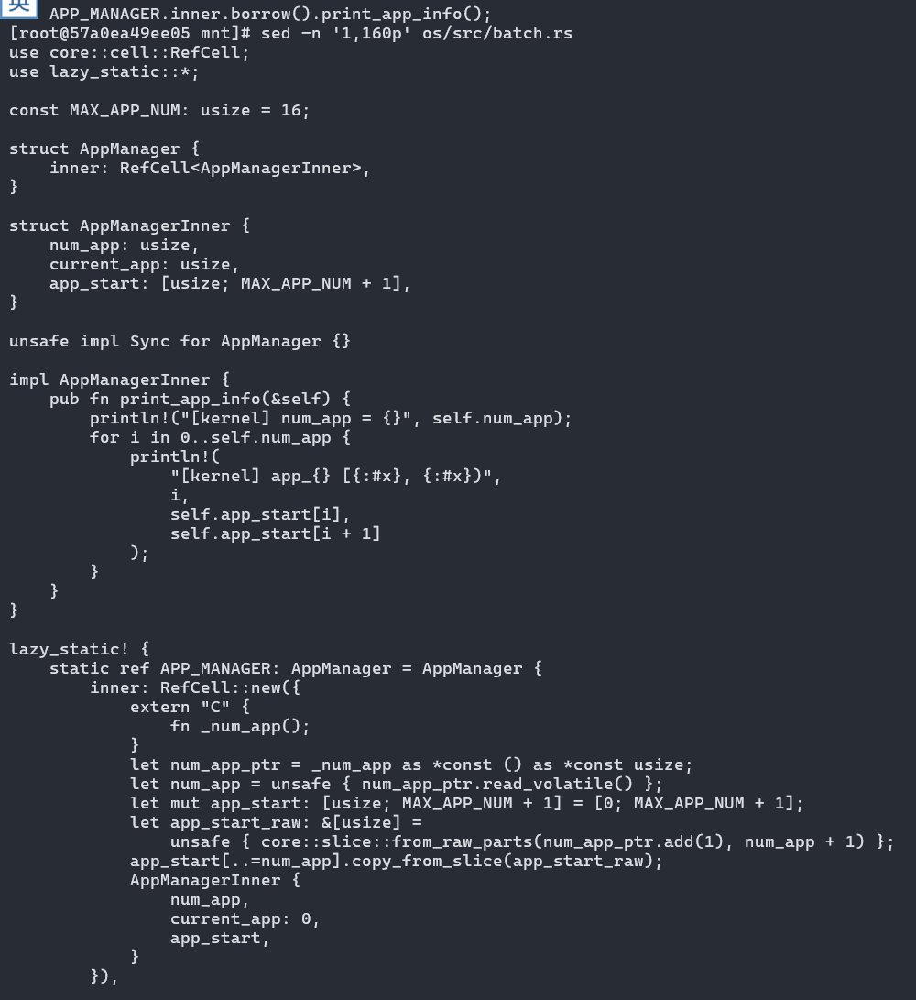 英
    APP_MANAGER.inner.borrow().print_app_info();
[root@57a0ea49ee05 mnt]# sed -n '1,160p' os/src/batch.rs
use core::cell::RefCell;
use lazy_static::*;

const MAX_APP_NUM: usize = 16;

struct AppManager {
    inner: RefCell<AppManagerInner>,
}

struct AppManagerInner {
    num_app: usize,
    current_app: usize,
    app_start: [usize; MAX_APP_NUM + 1],
}

unsafe impl Sync for AppManager {}

impl AppManagerInner {
    pub fn print_app_info(&self) {
        println!("[kernel] num_app = {}", self.num_app);
        for i in 0..self.num_app {
            println!(
                "[kernel] app_{} [{:#x}, {:#x})",
                i,
                self.app_start[i],
                self.app_start[i + 1]
            );
        }
    }
}

lazy_static! {
    static ref APP_MANAGER: AppManager = AppManager {
        inner: RefCell::new({
            extern "C" {
                fn _num_app();
            }
            let num_app_ptr = _num_app as *const () as *const usize;
            let num_app = unsafe { num_app_ptr.read_volatile() };
            let mut app_start: [usize; MAX_APP_NUM + 1] = [0; MAX_APP_NUM + 1];
            let app_start_raw: &[usize] =
                unsafe { core::slice::from_raw_parts(num_app_ptr.add(1), num_app + 1) };
            app_start[..=num_app].copy_from_slice(app_start_raw);
            AppManagerInner {
                num_app,
                current_app: 0,
                app_start,
            }
        }),